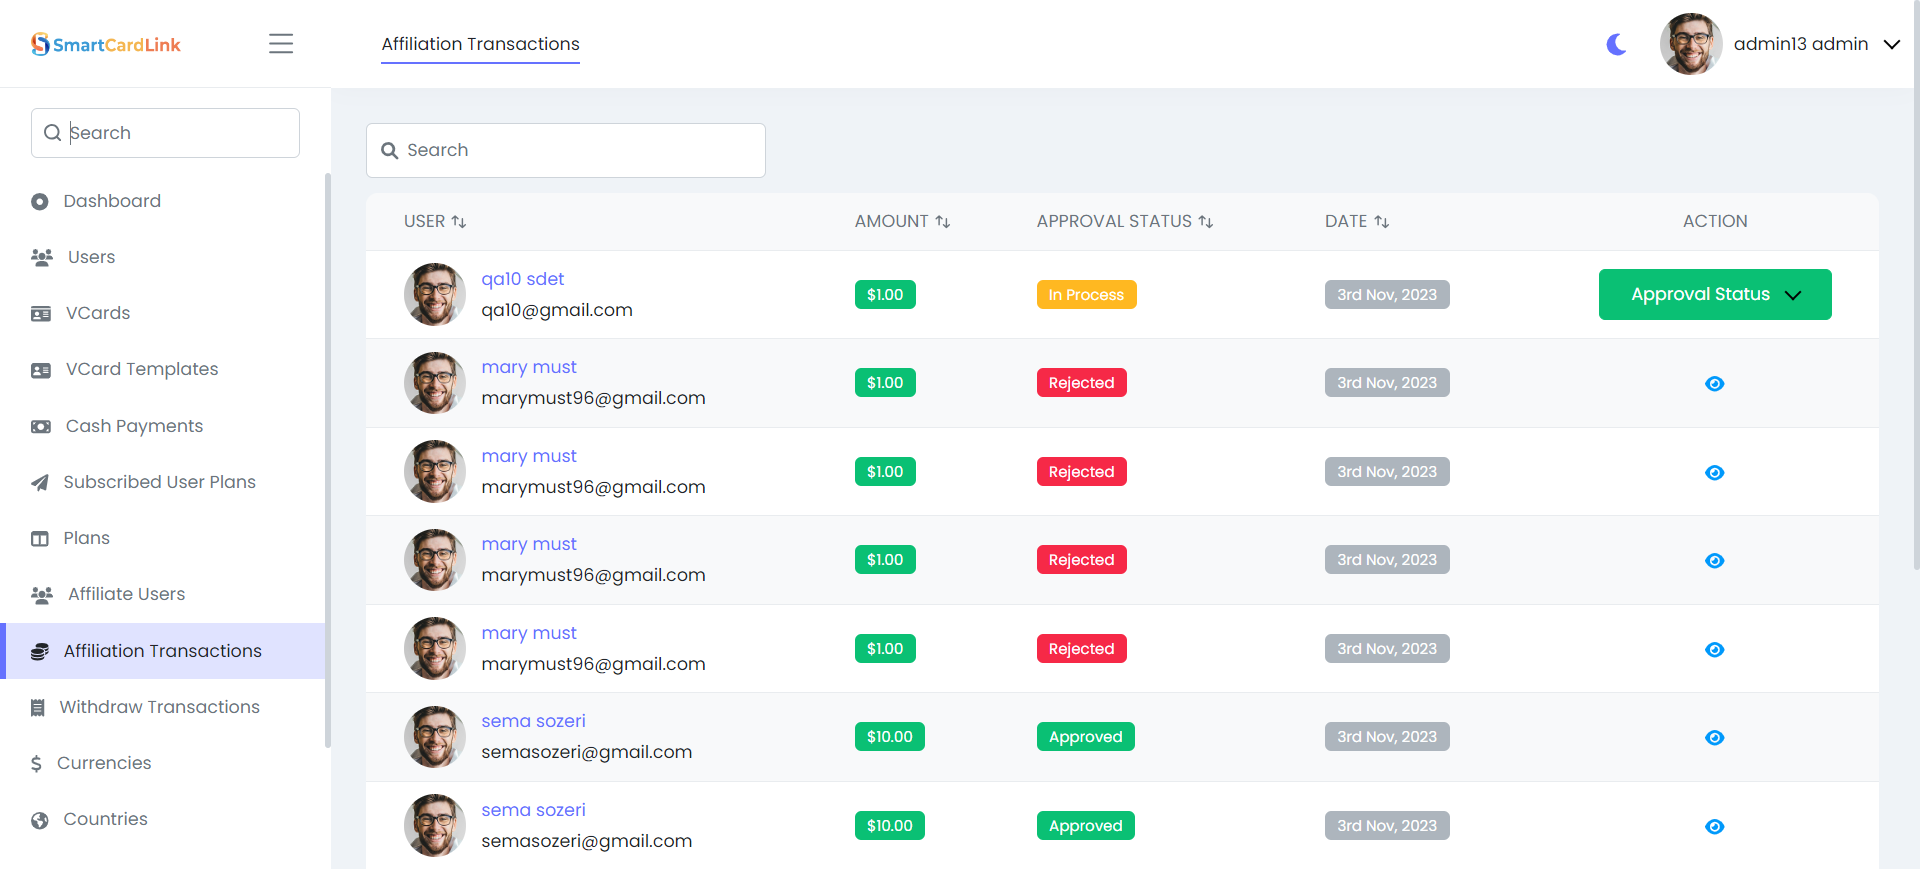 SmartCardLink
Affiliation Transactions
admin13 admin
Search
Dashboard
Users
VCards
VCard Templates
Cash Payments
Subscribed User Plans
Plans
Affiliate Users
Affiliation Transactions
Withdraw Transactions
Currencies
Countries
Search
USER AMOUNT APPROVAL STATUS DATE ACTION
qa10 sdet
qa10@gmail.com
$1.00 In Process 3rd Nov, 2023 Approval Status
mary must
marymust96@gmail.com
$1.00 Rejected 3rd Nov, 2023
mary must
marymust96@gmail.com
$1.00 Rejected 3rd Nov, 2023
mary must
marymust96@gmail.com
$1.00 Rejected 3rd Nov, 2023
mary must
marymust96@gmail.com
$1.00 Rejected 3rd Nov, 2023
sema sozeri
semasozeri@gmail.com
$10.00 Approved 3rd Nov, 2023
sema sozeri
semasozeri@gmail.com
$10.00 Approved 3rd Nov, 2023